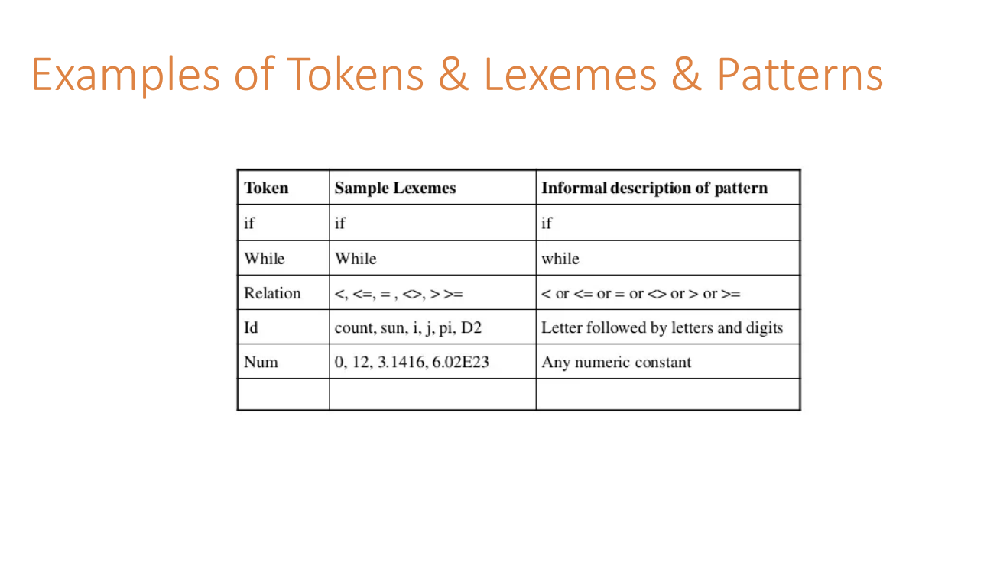 Examples of Tokens & Lexemes & Patterns
Token Sample Lexemes Informal description of pattern
if if if
While While while
Relation <, <=, = , <>, > >= < or <= or = or <> or > or >=
Id count, sun, i, j, pi, D2 Letter followed by letters and digits
Num 0, 12, 3.1416, 6.02E23 Any numeric constant